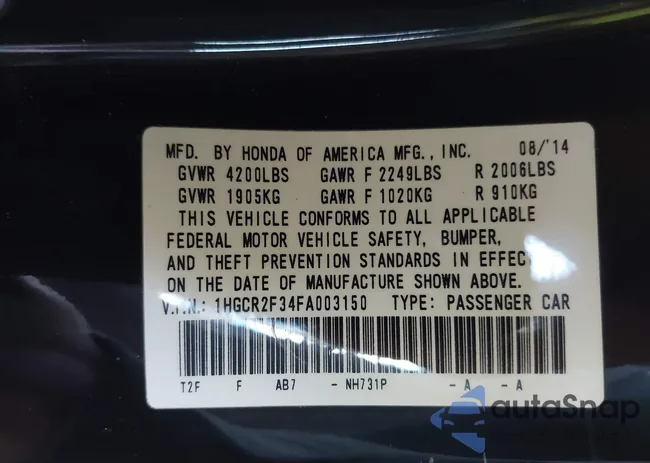 MFD. BY HONDA OF AMERICA MFG., INC. 08/'14
GVWR 4200LBS GAWR F 2249LBS R 2006LBS
GVWR 1905KG GAWR F 1020KG R 910KG
THIS VEHICLE CONFORMS TO ALL APPLICABLE
FEDERAL MOTOR VEHICLE SAFETY, BUMPER,
AND THEFT PREVENTION STANDARDS IN EFFECT
ON THE DATE OF MANUFACTURE SHOWN ABOVE.
V.I.N.: 1HGCR2F34FA003150 TYPE: PASSENGER CAR
T2F F AB7 - NH731P - A - A
autoSnap